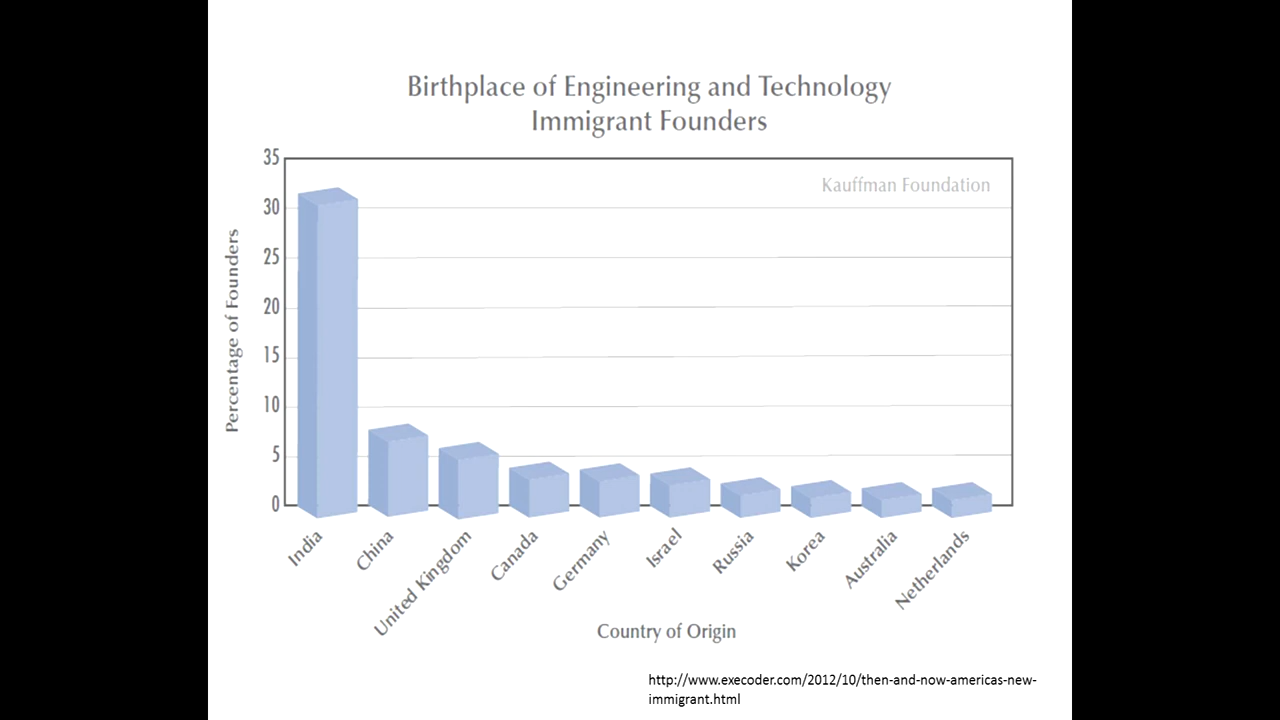 Birthplace of Engineering and Technology
Immigrant Founders
Kauffman Foundation
Percentage of Founders
35
30
25
20
15
10
5
0
India
China
United Kingdom
Canada
Germany
Israel
Russia
Korea
Australia
Netherlands
Country of Origin
http://www.execoder.com/2012/10/then-and-now-americas-new-
immigrant.html